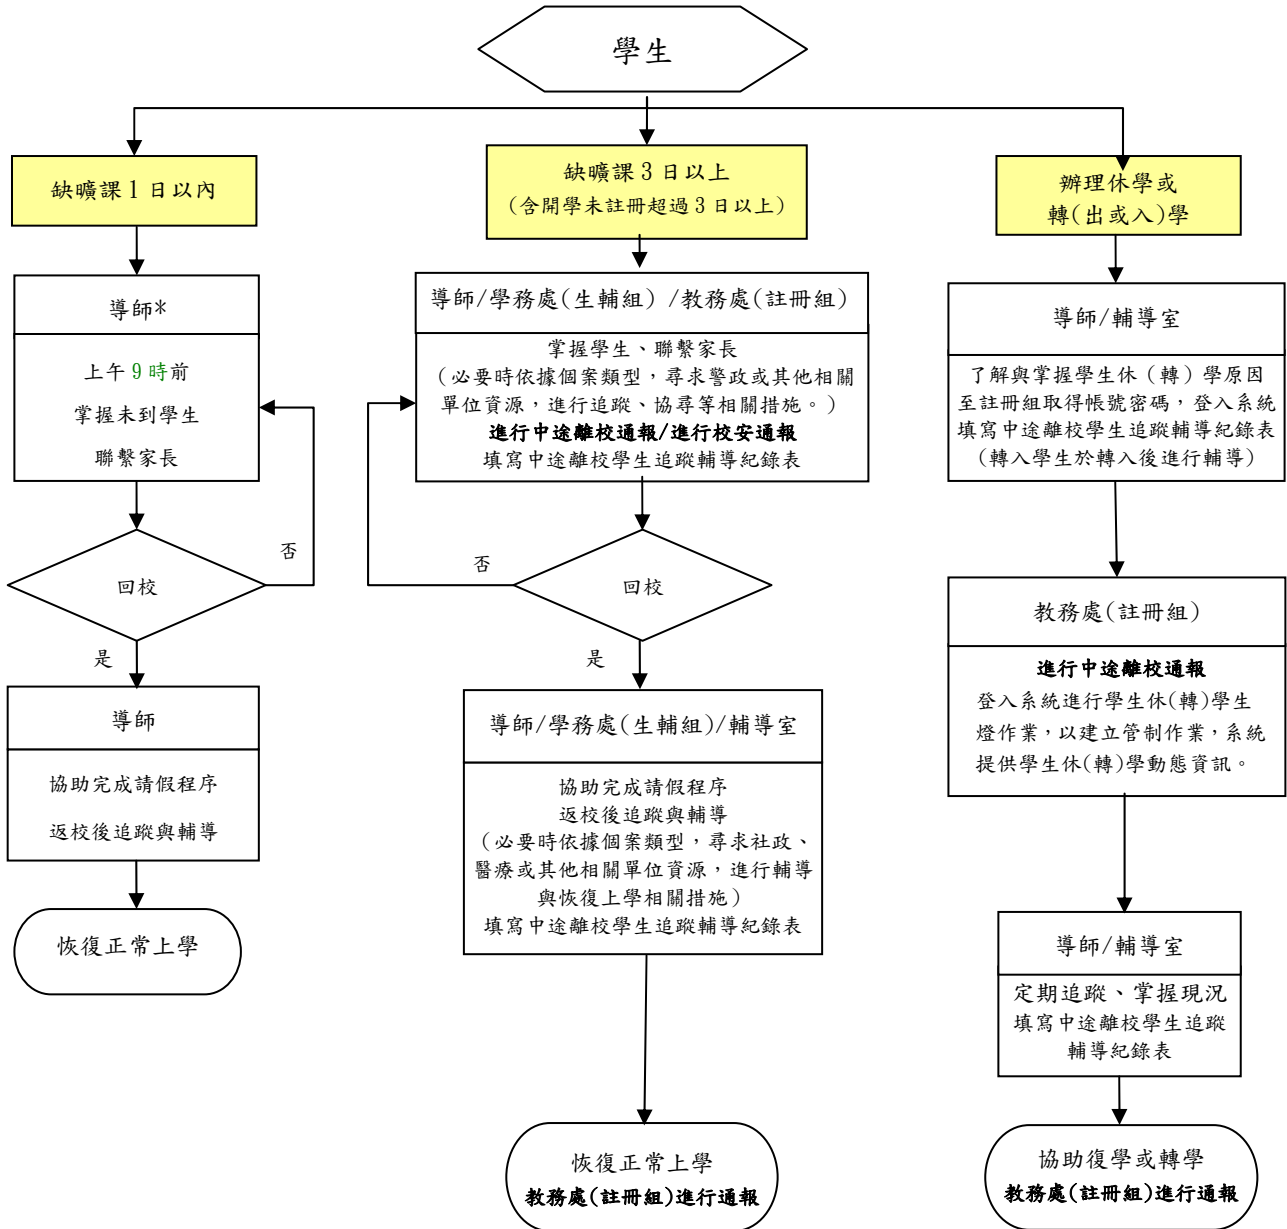 學生
缺曠課1日以內
導師*
上午9時前
掌握未到學生
聯繫家長
回校
否
是
導師
協助完成請假程序
返校後追蹤與輔導
恢復正常上學
缺曠課3日以上
(含開學未註冊超過3日以上)
導師/學務處(生輔組) /教務處(註冊組)
掌握學生、聯繫家長
(必要時依據個案類型，尋求警政或其他相關
單位資源，進行追蹤、協尋等相關措施。)
進行中途離校通報/進行校安通報
填寫中途離校學生追蹤輔導紀錄表
否
回校
是
導師/學務處(生輔組)/輔導室
協助完成請假程序
返校後追蹤與輔導
(必要時依據個案類型，尋求社政、
醫療或其他相關單位資源，進行輔導
與恢復上學相關措施)
填寫中途離校學生追蹤輔導紀錄表
恢復正常上學
教務處(註冊組)進行通報
辦理休學或
轉(出或入)學
導師/輔導室
了解與掌握學生休(轉)學原因
至註冊組取得帳號密碼，登入系統
填寫中途離校學生追蹤輔導紀錄表
(轉入學生於轉入後進行輔導)
教務處(註冊組)
進行中途離校通報
登入系統進行學生休(轉)學生
燈作業，以建立管制作業，系統
提供學生休(轉)學動態資訊。
導師/輔導室
定期追蹤、掌握現況
填寫中途離校學生追蹤
輔導紀錄表
協助復學或轉學
教務處(註冊組)進行通報